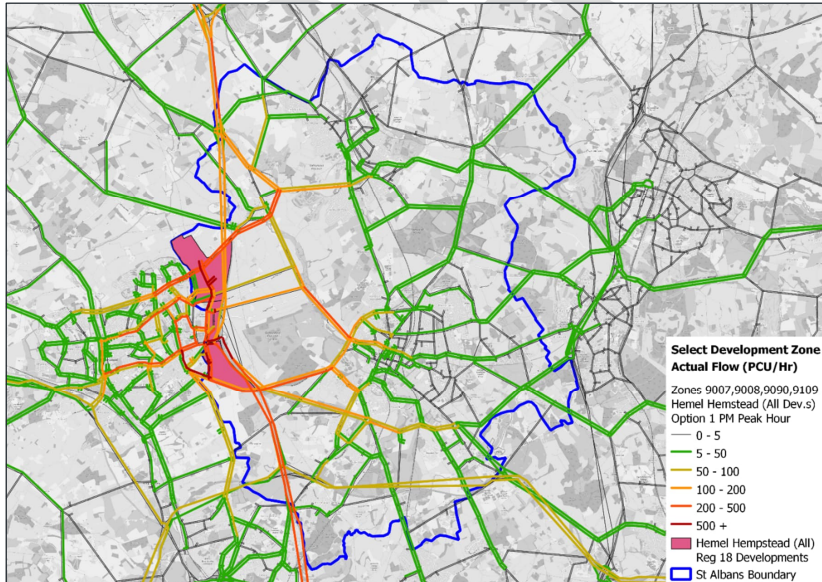 Select Development Zone
Actual Flow (PCU/Hr)
Zones 9007,9008,9090,9109
Hemel Hemstead (All Dev.s)
Option 1 PM Peak Hour
0 - 5
5 - 50
50 - 100
100 - 200
200 - 500
500 +
Hemel Hempstead (All)
Reg 18 Developments
St Albans Boundary